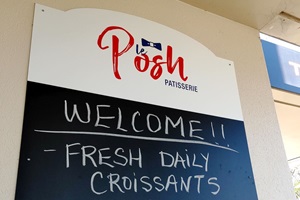 le
Posh
PATISSERIE
WELCOME!!
- FRESH DAILY
CROISSANTS